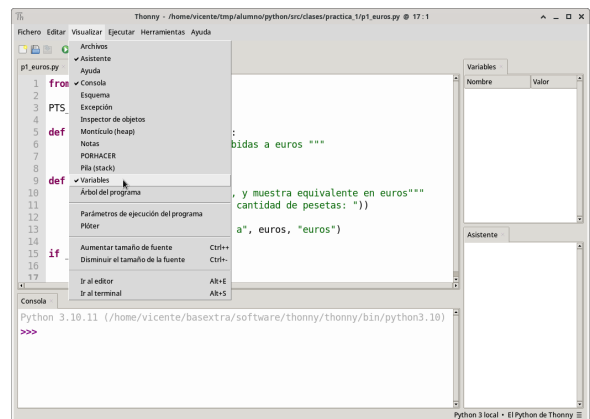 Thonny - /home/vicente/tmp/alumno/python/src/clases/practica_1/p1_euros.py @ 17 : 1
Fichero Editar Visualizar Ejecutar Herramientas Ayuda
p1_euros.py
Archivos
✓ Asistente
Ayuda
✓ Consola
Esquema
Excepción
Inspector de objetos
Montículo (heap)
Notas
PORHACER
Pila (stack)
✓ Variables
Árbol del programa
Parámetros de ejecución del programa
Plóter
Aumentar tamaño de fuente Ctrl++
Disminuir el tamaño de la fuente Ctrl+-
Ir al editor Alt+E
Ir al terminal Alt+S
1 from
2
3 PTS_
4
5 def :
6 bidas a euros """
7
8
9 def
10 , y muestra equivalente en euros"""
11 cantidad de pesetas: "))
12
13 a", euros, "euros")
14
15 if _
16
17
Variables
Nombre Valor
Asistente
Consola
Python 3.10.11 (/home/vicente/basextra/software/thonny/thonny/bin/python3.10)
>>>
Python 3 local • El Python de Thonny ☰